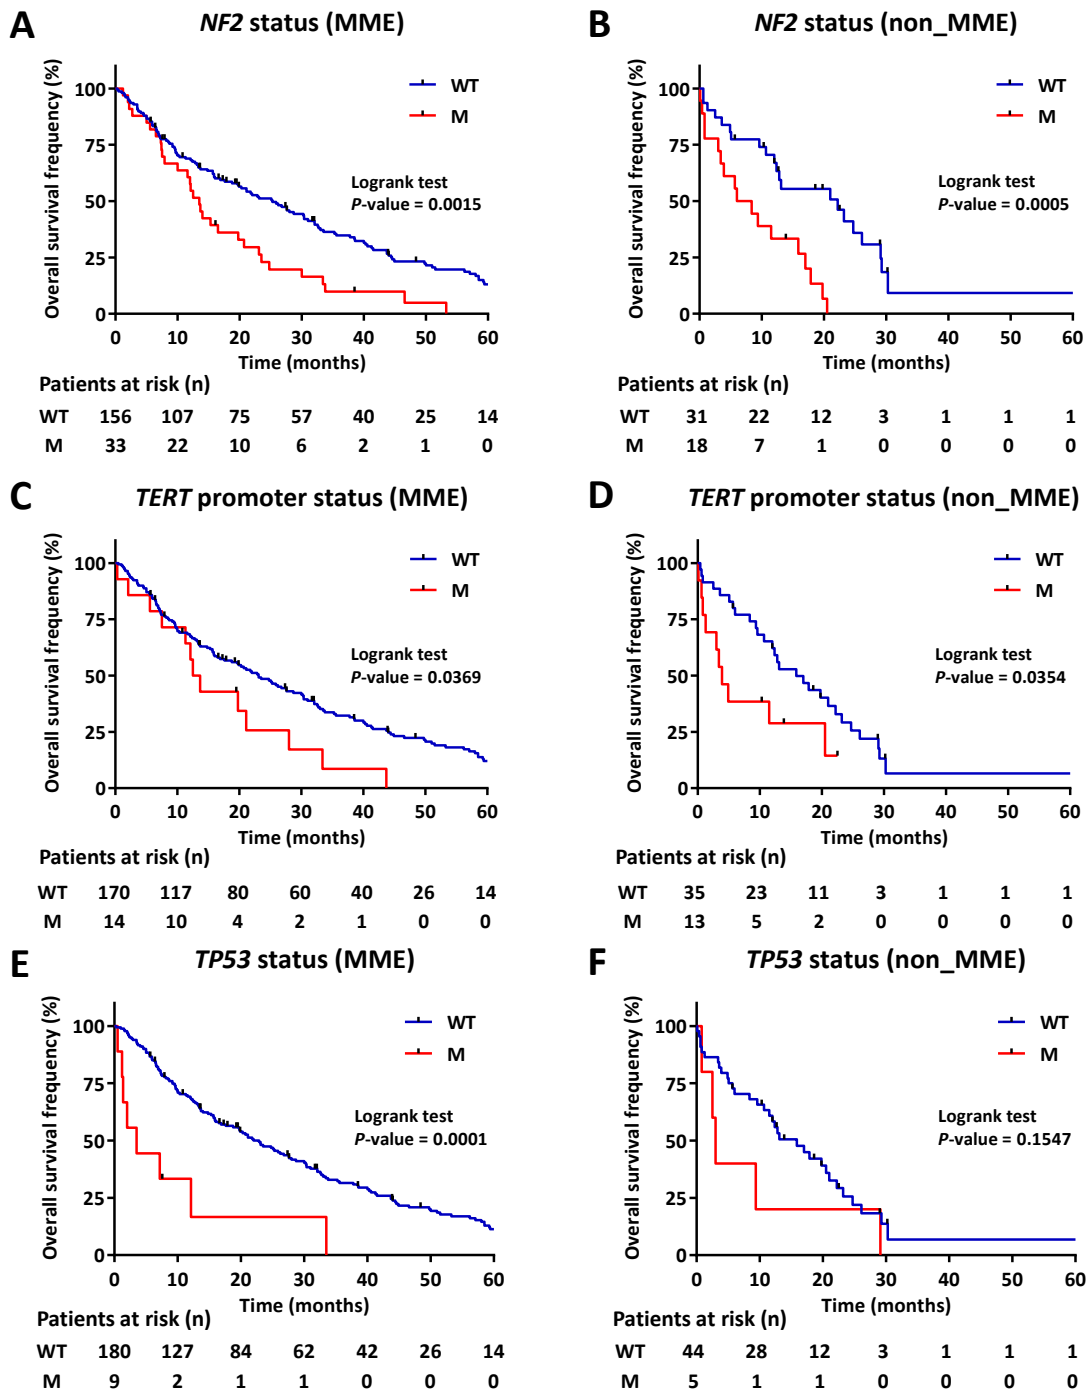 A
NF2 status (MME)
Overall survival frequency (%)
100
75
50
25
0
WT
M
Logrank test
P-value = 0.0015
0 10 20 30 40 50 60
Time (months)
Patients at risk (n)
WT 156 107 75 57 40 25 14
M 33 22 10 6 2 1 0
B
NF2 status (non_MME)
Overall survival frequency (%)
100
75
50
25
0
WT
M
Logrank test
P-value = 0.0005
0 10 20 30 40 50 60
Time (months)
Patients at risk (n)
WT 31 22 12 3 1 1 1
M 18 7 1 0 0 0 0
C
TERT promoter status (MME)
Overall survival frequency (%)
100
75
50
25
0
WT
M
Logrank test
P-value = 0.0369
0 10 20 30 40 50 60
Time (months)
Patients at risk (n)
WT 170 117 80 60 40 26 14
M 14 10 4 2 1 0 0
D
TERT promoter status (non_MME)
Overall survival frequency (%)
100
75
50
25
0
WT
M
Logrank test
P-value = 0.0354
0 10 20 30 40 50 60
Time (months)
Patients at risk (n)
WT 35 23 11 3 1 1 1
M 13 5 2 0 0 0 0
E
TP53 status (MME)
Overall survival frequency (%)
100
75
50
25
0
WT
M
Logrank test
P-value = 0.0001
0 10 20 30 40 50 60
Time (months)
Patients at risk (n)
WT 180 127 84 62 42 26 14
M 9 2 1 1 0 0 0
F
TP53 status (non_MME)
Overall survival frequency (%)
100
75
50
25
0
WT
M
Logrank test
P-value = 0.1547
0 10 20 30 40 50 60
Time (months)
Patients at risk (n)
WT 44 28 12 3 1 1 1
M 5 1 1 0 0 0 0